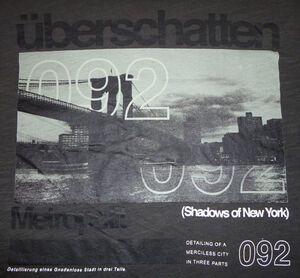 überschatten
092
092
(Shadows of New York)
Metropole
DETAILING OF A
MERCILESS CITY
IN THREE PARTS
092
Detaillierung eines Gnadenlose Stadt in drei Teile.